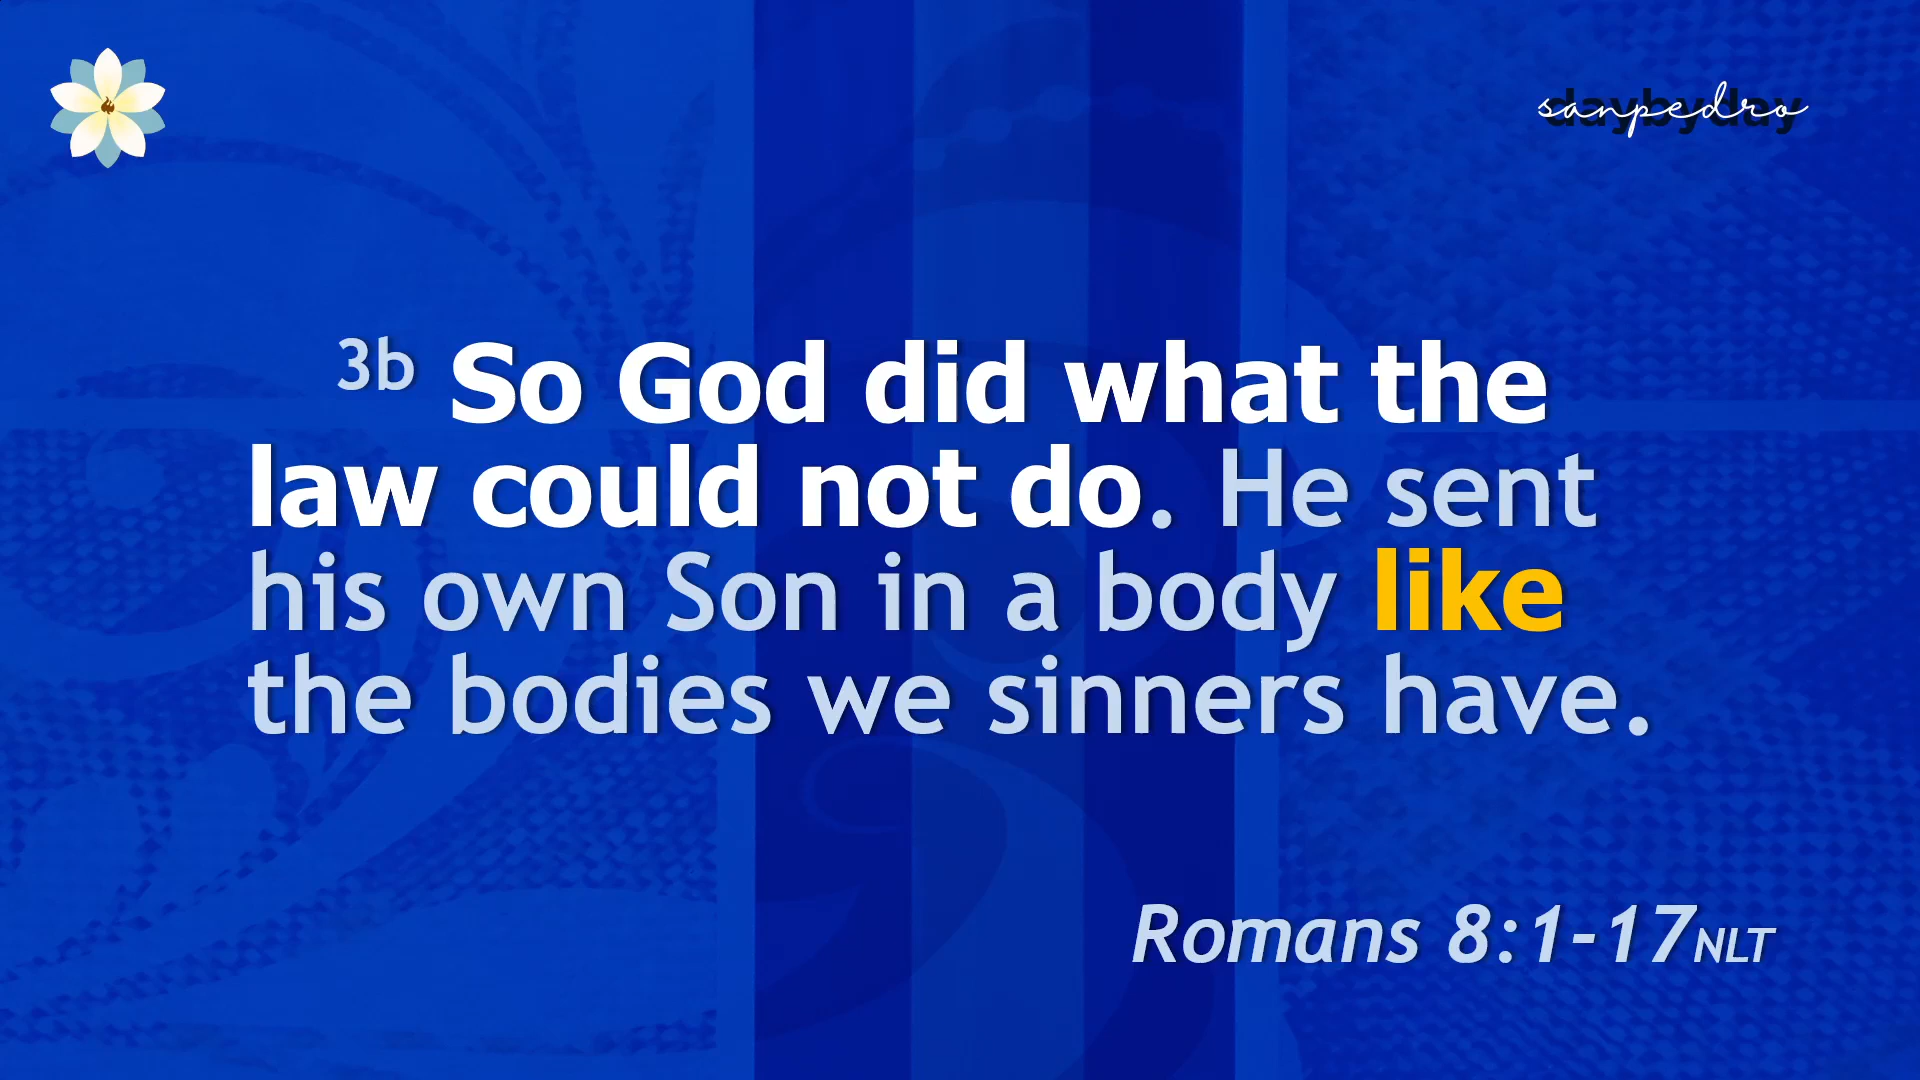 daybyday
sanpedro
3b So God did what the
law could not do. He sent
his own Son in a body like
the bodies we sinners have.
Romans 8:1-17NLT